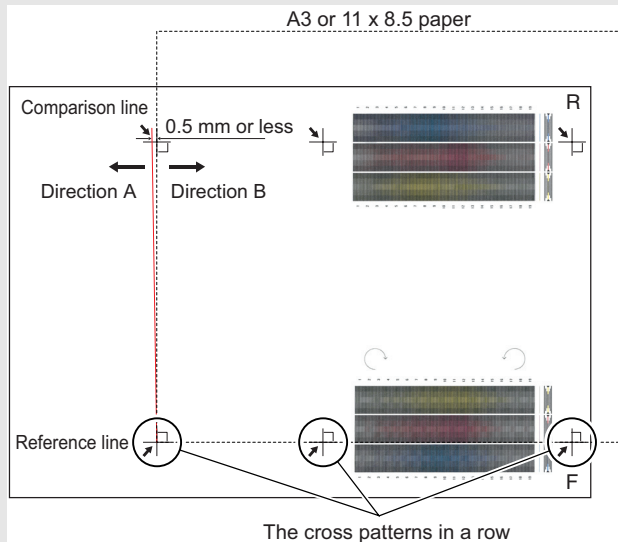 A3 or 11 x 8.5 paper
Comparison line
R
0.5 mm or less
Direction A
Direction B
Reference line
F
The cross patterns in a row